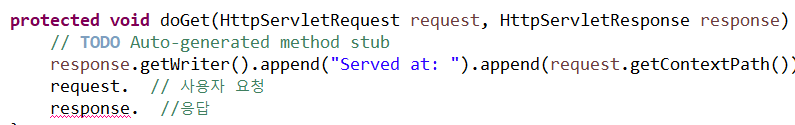 protected void doGet(HttpServletRequest request, HttpServletResponse response)
// TODO Auto-generated method stub
response.getWriter().append("Served at: ").append(request.getContextPath())
request. // 사용자 요청
response. //응답